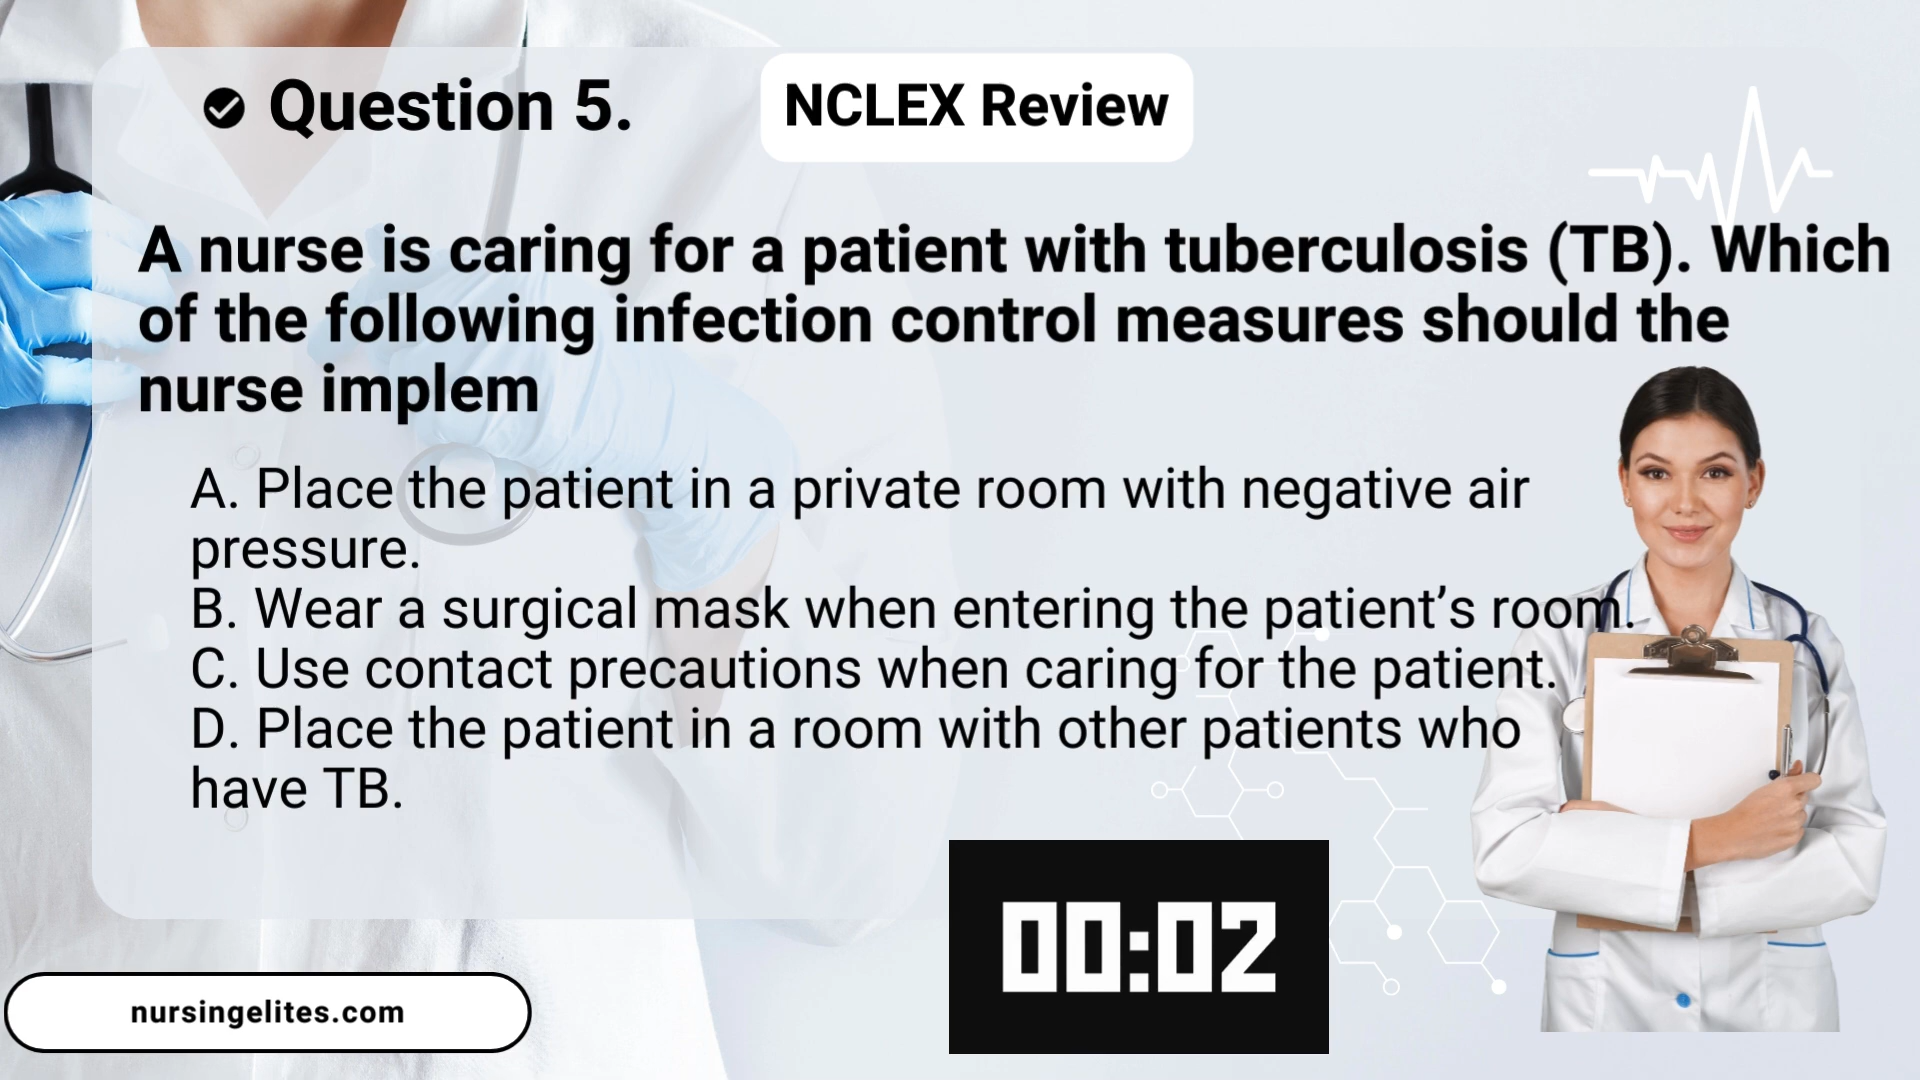 Question 5.
NCLEX Review
A nurse is caring for a patient with tuberculosis (TB). Which
of the following infection control measures should the
nurse implem
A. Place the patient in a private room with negative air
pressure.
B. Wear a surgical mask when entering the patient’s room.
C. Use contact precautions when caring for the patient.
D. Place the patient in a room with other patients who
have TB.
00:02
nursingelites.com